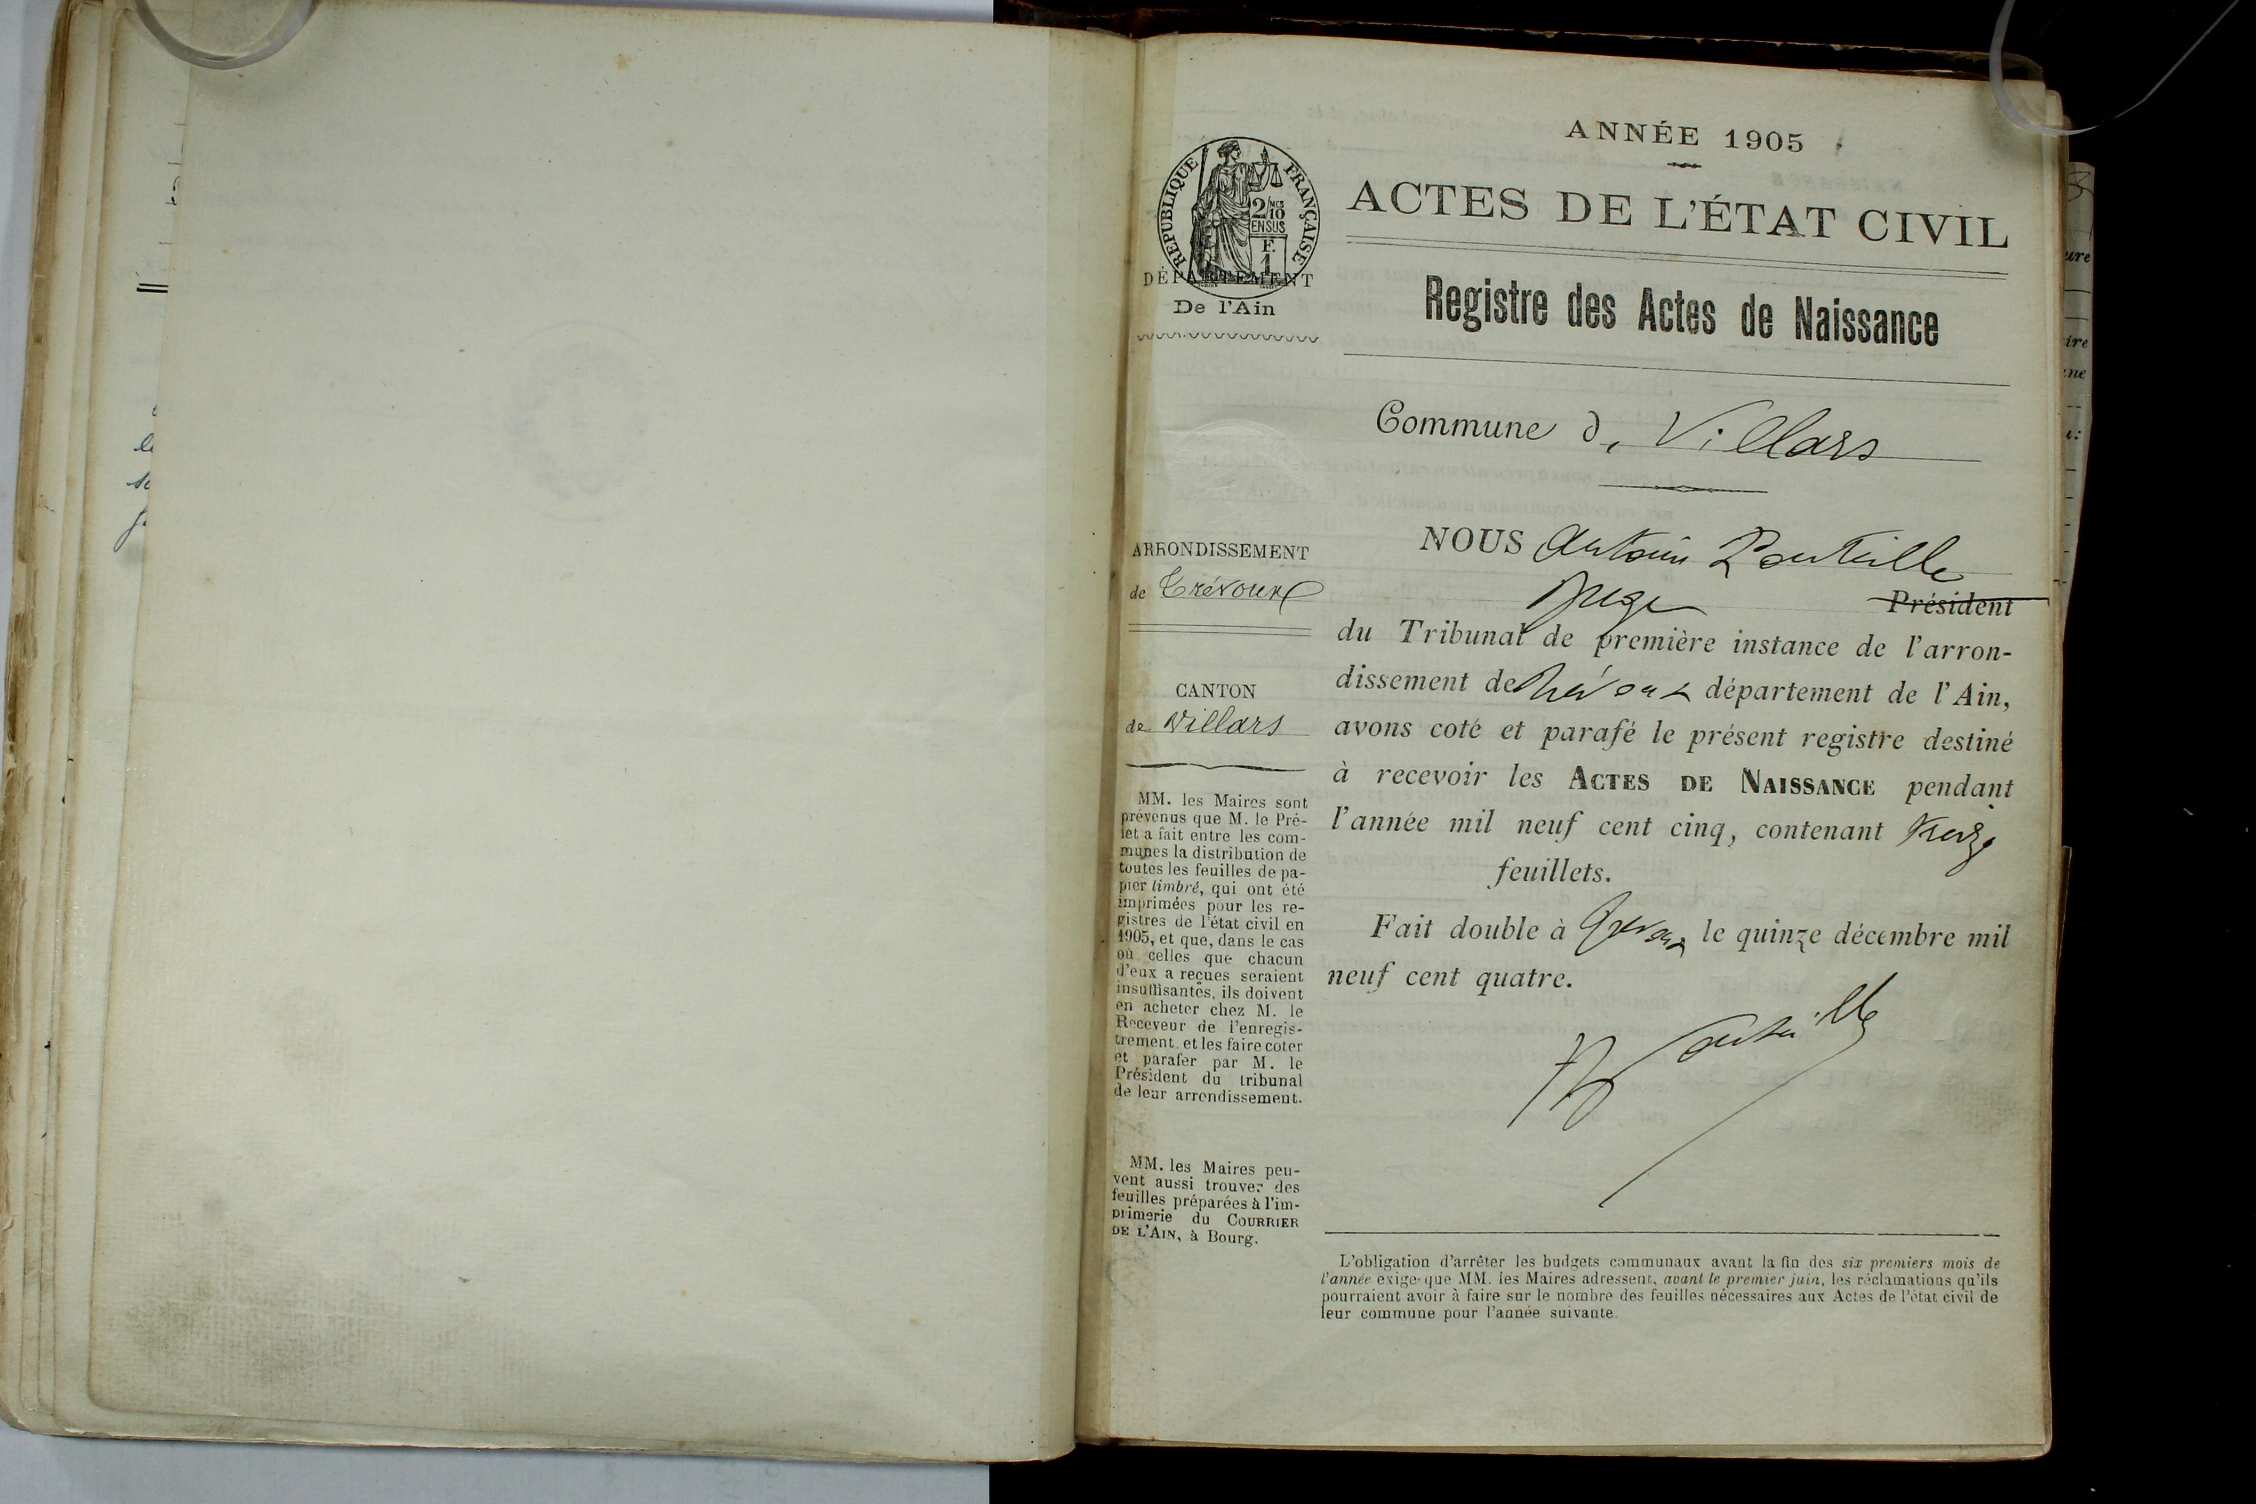 ANNÉE 1905
ACTES DE L'ÉTAT CIVIL
RÉPUBLIQUE FRANÇAISE
2/10
EN SUS
F.
1
DÉPARTEMENT
De l'Ain
Registre des Actes de Naissance
Commune de Villars
ARRONDISSEMENT
de Trévoux
CANTON
de Villars
MM. les Maires sont
prévenus que M. le Pré-
fet a fait entre les com-
munes la distribution de
toutes les feuilles de pa-
pier timbré, qui ont été
imprimées pour les re-
gistres de l'état civil en
1905, et que, dans le cas
où celles que chacun
d'eux a reçues seraient
insuffisantes, ils doivent
en acheter chez M. le
Receveur de l'enregis-
trement et les faire coter
et parafer par M. le
Président du tribunal
de leur arrondissement.
MM. les Maires peu-
vent aussi trouver des
feuilles préparées à l'im-
primerie du COURRIER
DE L'AIN, à Bourg.
NOUS Antoine
Juge Président
du Tribunal de première instance de l'arron-
dissement de Trévoux département de l'Ain,
avons coté et parafé le présent registre destiné
à recevoir les ACTES DE NAISSANCE pendant
l'année mil neuf cent cinq, contenant
feuillets.
Fait double à Trévoux le quinze décembre mil
neuf cent quatre.
L'obligation d'arrêter les budgets communaux avant la fin des six premiers mois de
l'année exige que MM. les Maires adressent, avant le premier juin, les réclamations qu'ils
pourraient avoir à faire sur le nombre des feuilles nécessaires aux Actes de l'état civil de
leur commune pour l'année suivante.